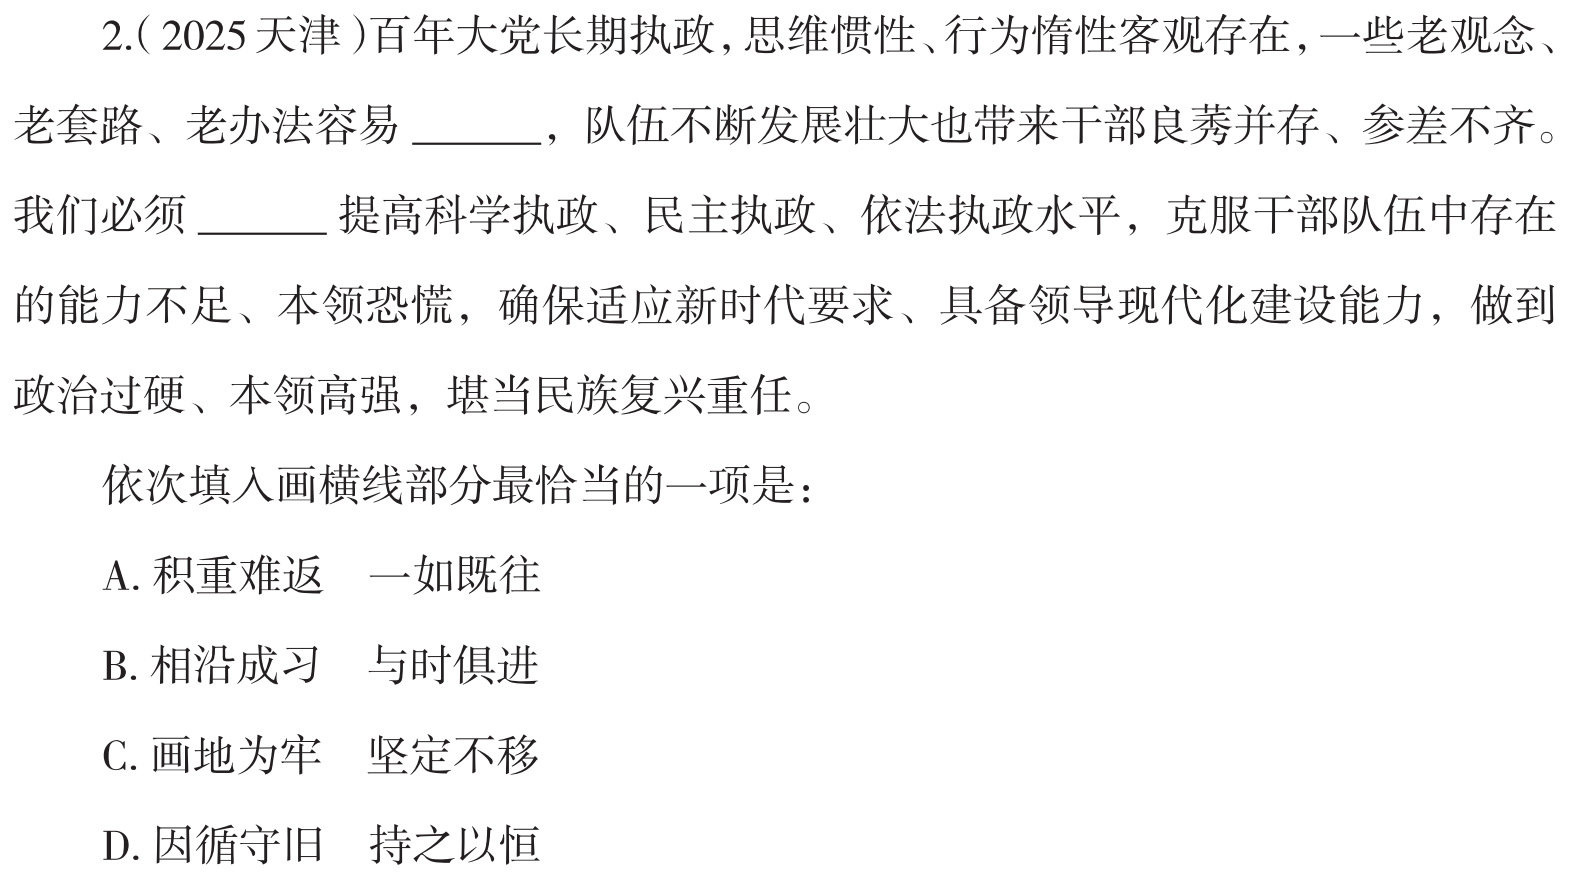 2.( 2025 天津 )百年大党长期执政，思维惯性、行为惰性客观存在，一些老观念、
老套路、老办法容易 ______，队伍不断发展壮大也带来干部良莠并存、参差不齐。
我们必须 ______ 提高科学执政、民主执政、依法执政水平，克服干部队伍中存在
的能力不足、本领恐慌，确保适应新时代要求、具备领导现代化建设能力，做到
政治过硬、本领高强，堪当民族复兴重任。
依次填入画横线部分最恰当的一项是：
A. 积重难返　一如既往
B. 相沿成习　与时俱进
C. 画地为牢　坚定不移
D. 因循守旧　持之以恒